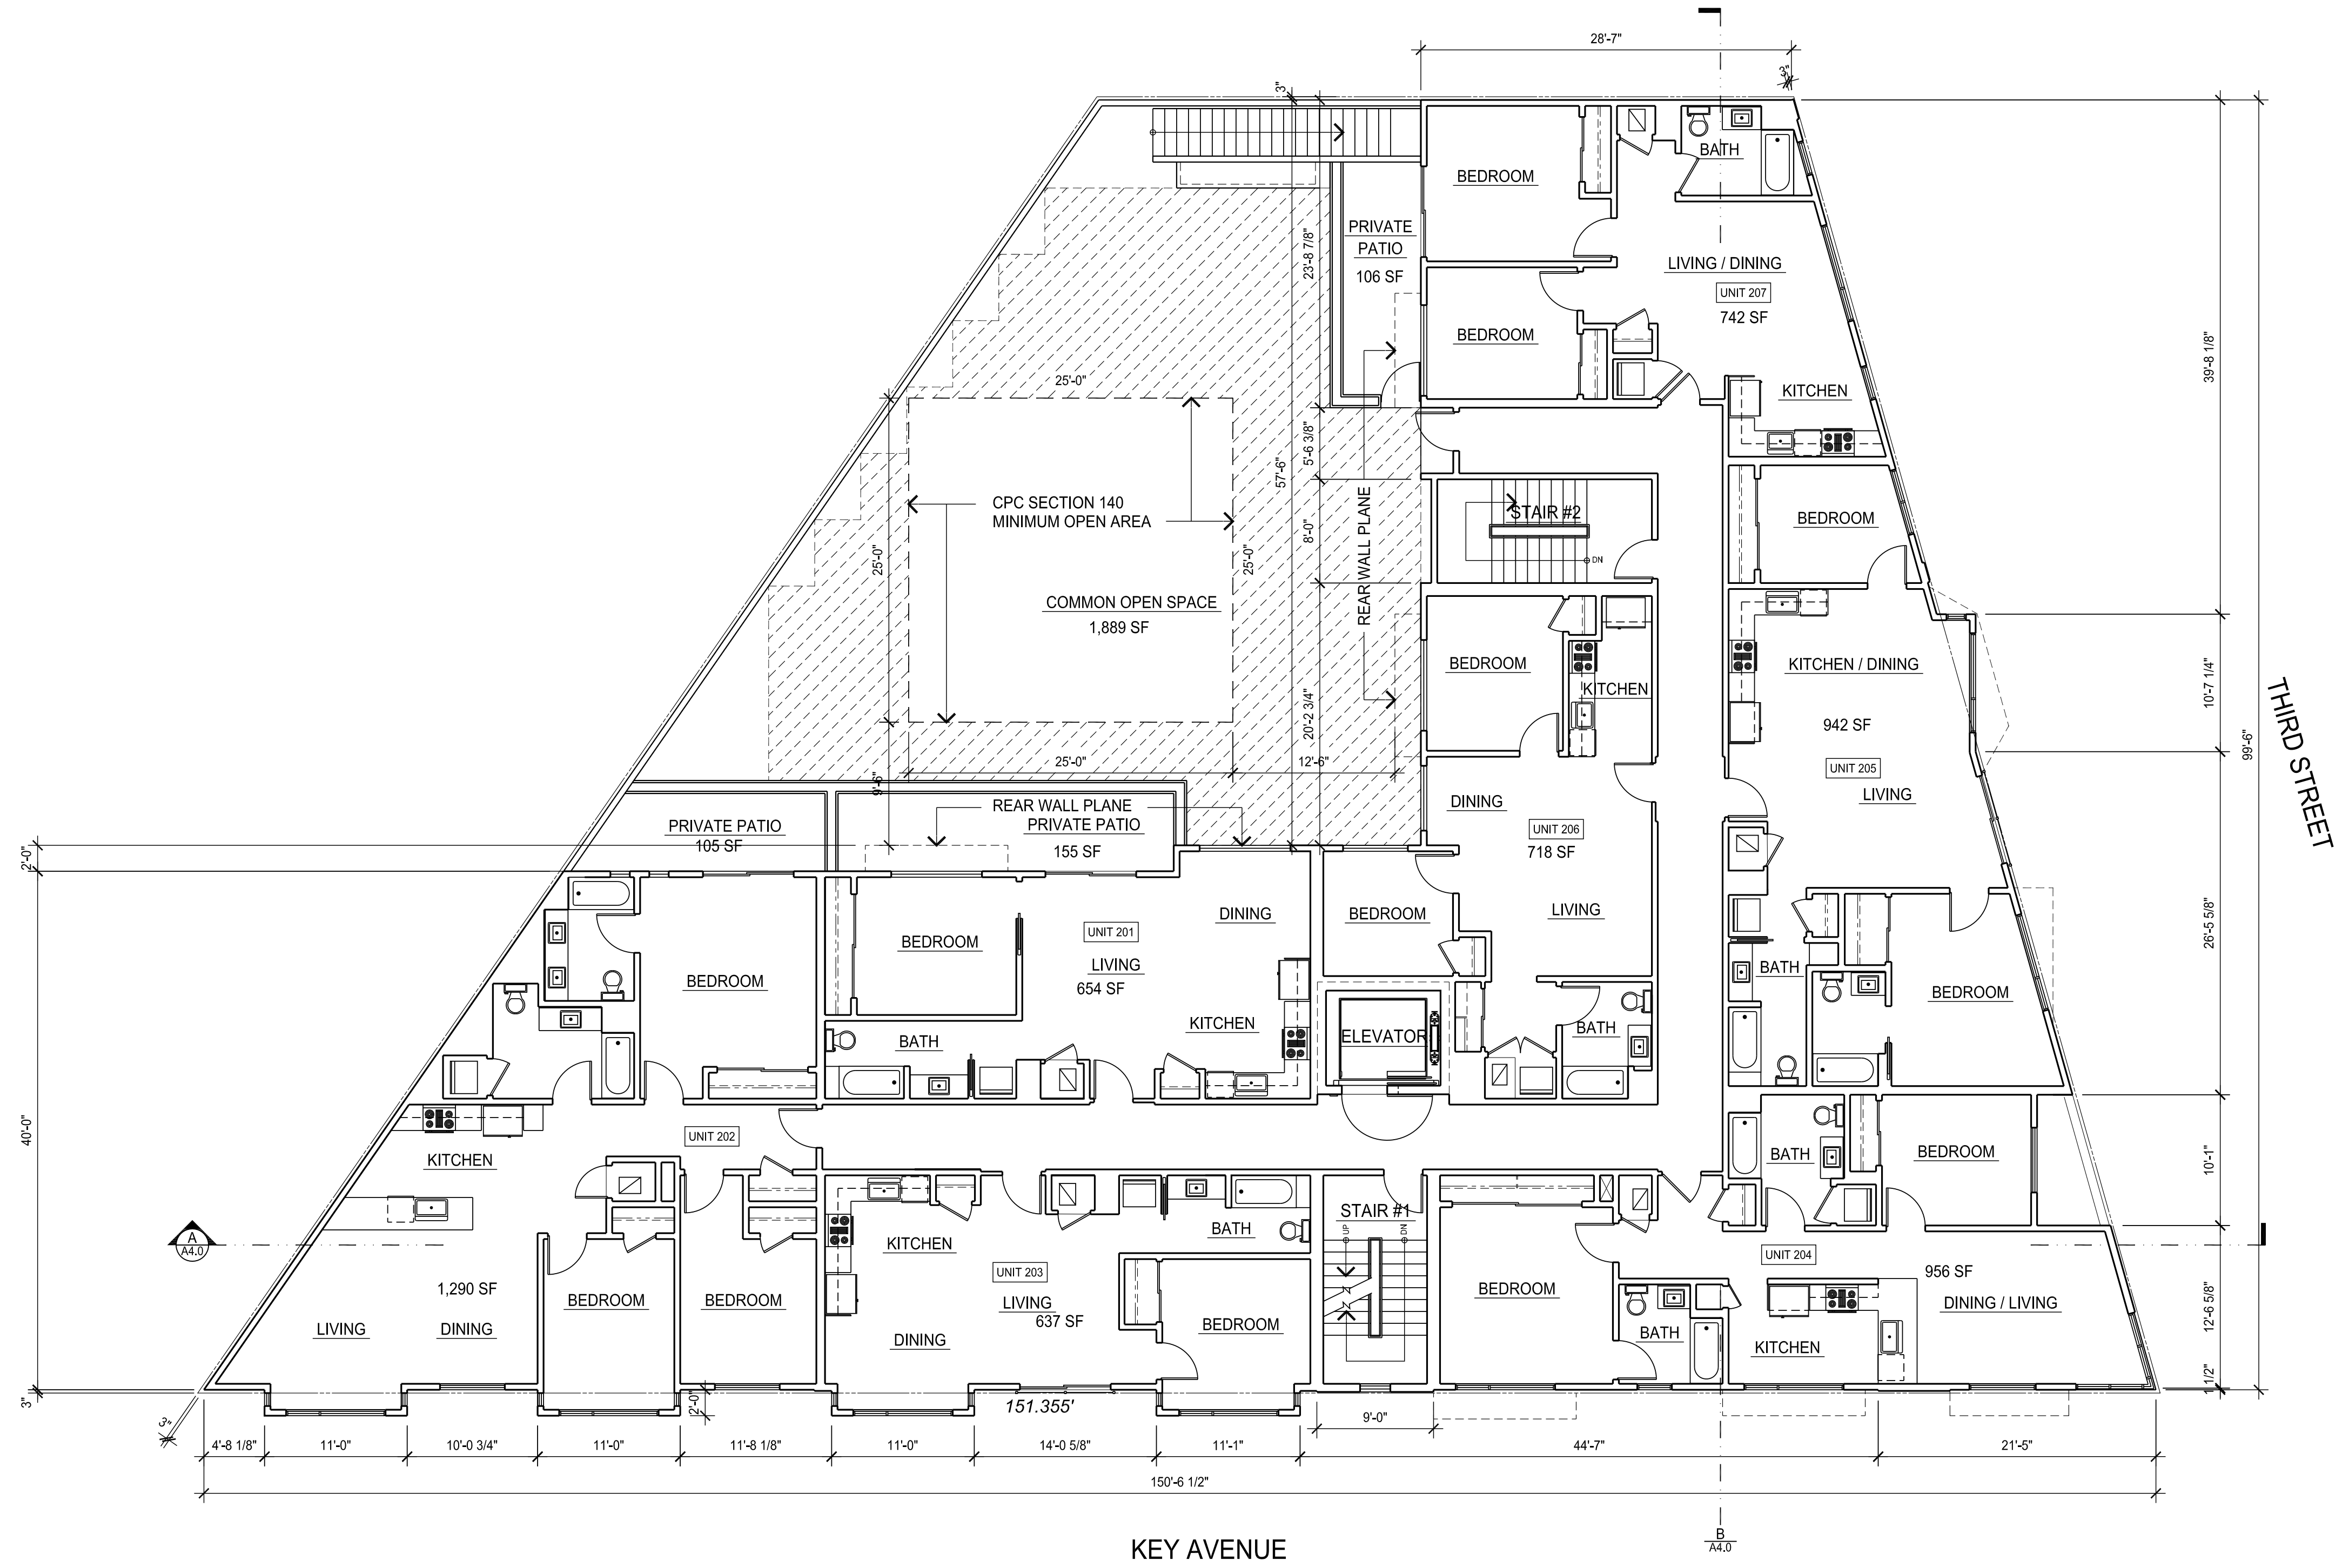 28'-7"
3"
3"
BATH
BEDROOM
PRIVATE
PATIO
106 SF
23'-8 7/8"
LIVING / DINING
UNIT 207
742 SF
BEDROOM
39'-8 1/8"
25'-0"
KITCHEN
5'-6 3/8"
57'-6"
CPC SECTION 140
MINIMUM OPEN AREA
REAR WALL PLANE
STAIR #2
BEDROOM
8'-0"
25'-0"
25'-0"
DN
COMMON OPEN SPACE
1,889 SF
BEDROOM
KITCHEN
KITCHEN / DINING
942 SF
10'-7 1/4"
20'-2 3/4"
THIRD STREET
99'-6"
25'-0"
12'-6"
9'-6"
UNIT 205
LIVING
REAR WALL PLANE
DINING
PRIVATE PATIO
105 SF
PRIVATE PATIO
155 SF
UNIT 206
718 SF
2'-0"
BEDROOM
LIVING
DINING
26'-5 5/8"
UNIT 201
BEDROOM
LIVING
654 SF
BEDROOM
BATH
BEDROOM
KITCHEN
BATH
ELEVATOR
BATH
40'-0"
UNIT 202
KITCHEN
BATH
BEDROOM
10'-1"
STAIR #1
UP
DN
BATH
A
A4.0
KITCHEN
UNIT 204
956 SF
UNIT 203
1,290 SF
BEDROOM
BEDROOM
LIVING
637 SF
BEDROOM
BEDROOM
DINING / LIVING
12'-6 5/8"
LIVING
DINING
DINING
BATH
KITCHEN
1 1/2"
3"
2'-0"
151.355'
3"
9'-0"
4'-8 1/8"
11'-0"
10'-0 3/4"
11'-0"
11'-8 1/8"
11'-0"
14'-0 5/8"
11'-1"
44'-7"
21'-5"
150'-6 1/2"
B
A4.0
KEY AVENUE